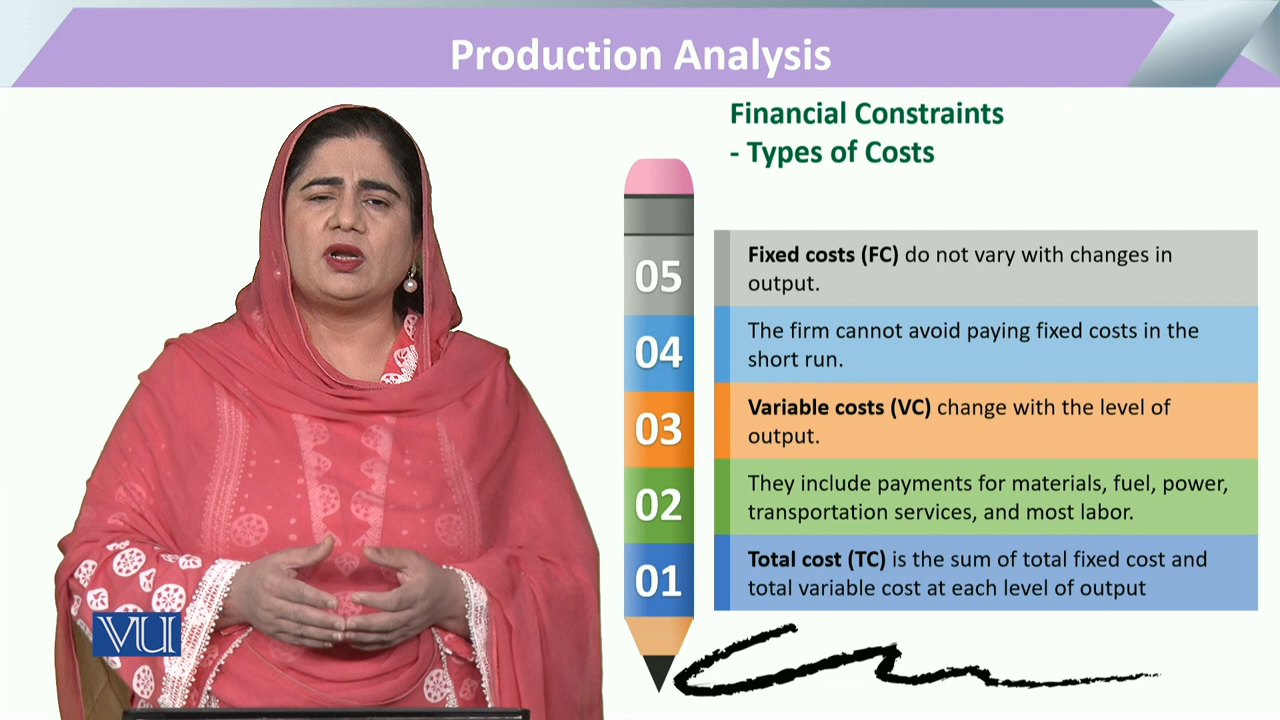 Production Analysis
Financial Constraints
- Types of Costs
05
Fixed costs (FC) do not vary with changes in
output.
04
The firm cannot avoid paying fixed costs in the
short run.
03
Variable costs (VC) change with the level of
output.
02
They include payments for materials, fuel, power,
transportation services, and most labor.
01
Total cost (TC) is the sum of total fixed cost and
total variable cost at each level of output
VU